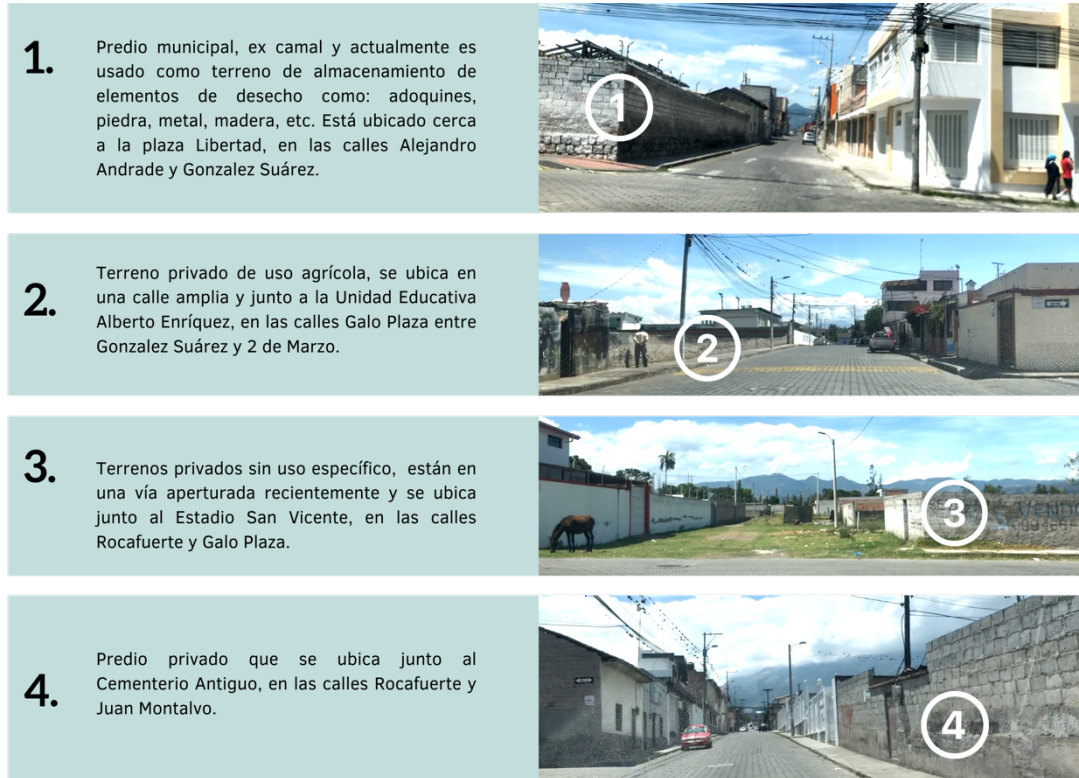 1.
Predio municipal, ex camal y actualmente es
usado como terreno de almacenamiento de
elementos de desecho como: adoquines,
piedra, metal, madera, etc. Está ubicado cerca
a la plaza Libertad, en las calles Alejandro
Andrade y Gonzalez Suárez.
1
2.
Terreno privado de uso agrícola, se ubica en
una calle amplia y junto a la Unidad Educativa
Alberto Enríquez, en las calles Galo Plaza entre
Gonzalez Suárez y 2 de Marzo.
2
3.
Terrenos privados sin uso específico, están en
una vía aperturada recientemente y se ubica
junto al Estadio San Vicente, en las calles
Rocafuerte y Galo Plaza.
3
VENDO
4.
Predio privado que se ubica junto al
Cementerio Antiguo, en las calles Rocafuerte y
Juan Montalvo.
4